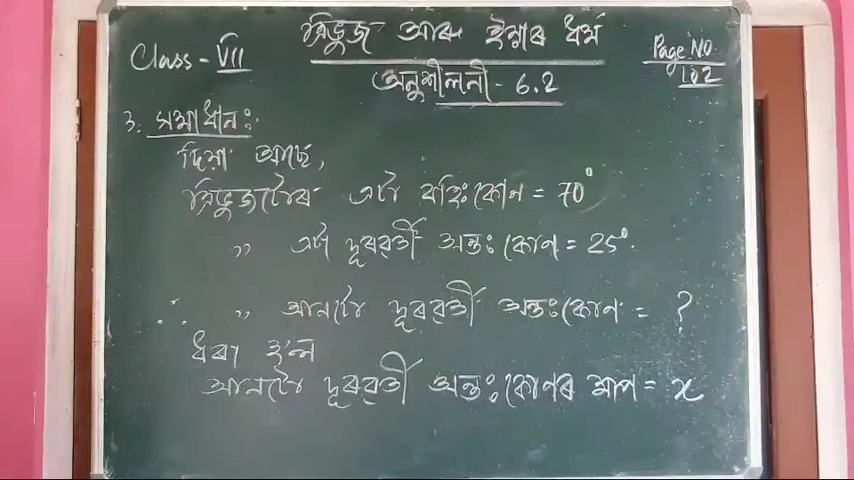 ত্ৰিভুজ আৰু ইয়াৰ ধৰ্ম
Class - VII
Page No 102
অনুশীলনী - 6.2
3. সমাধান:
দিয়া আছে,
ত্ৰিভুজটোৰ এটা বহিঃকোন = 70°
,, এটা দূৰৱৰ্তী অন্তঃকোণ = 25°
∴ ,, আনটো দূৰৱৰ্তী অন্তঃকোণ = ?
ধৰা হ'ল
আনটো দূৰৱৰ্তী অন্তঃকোণৰ মাপ = x